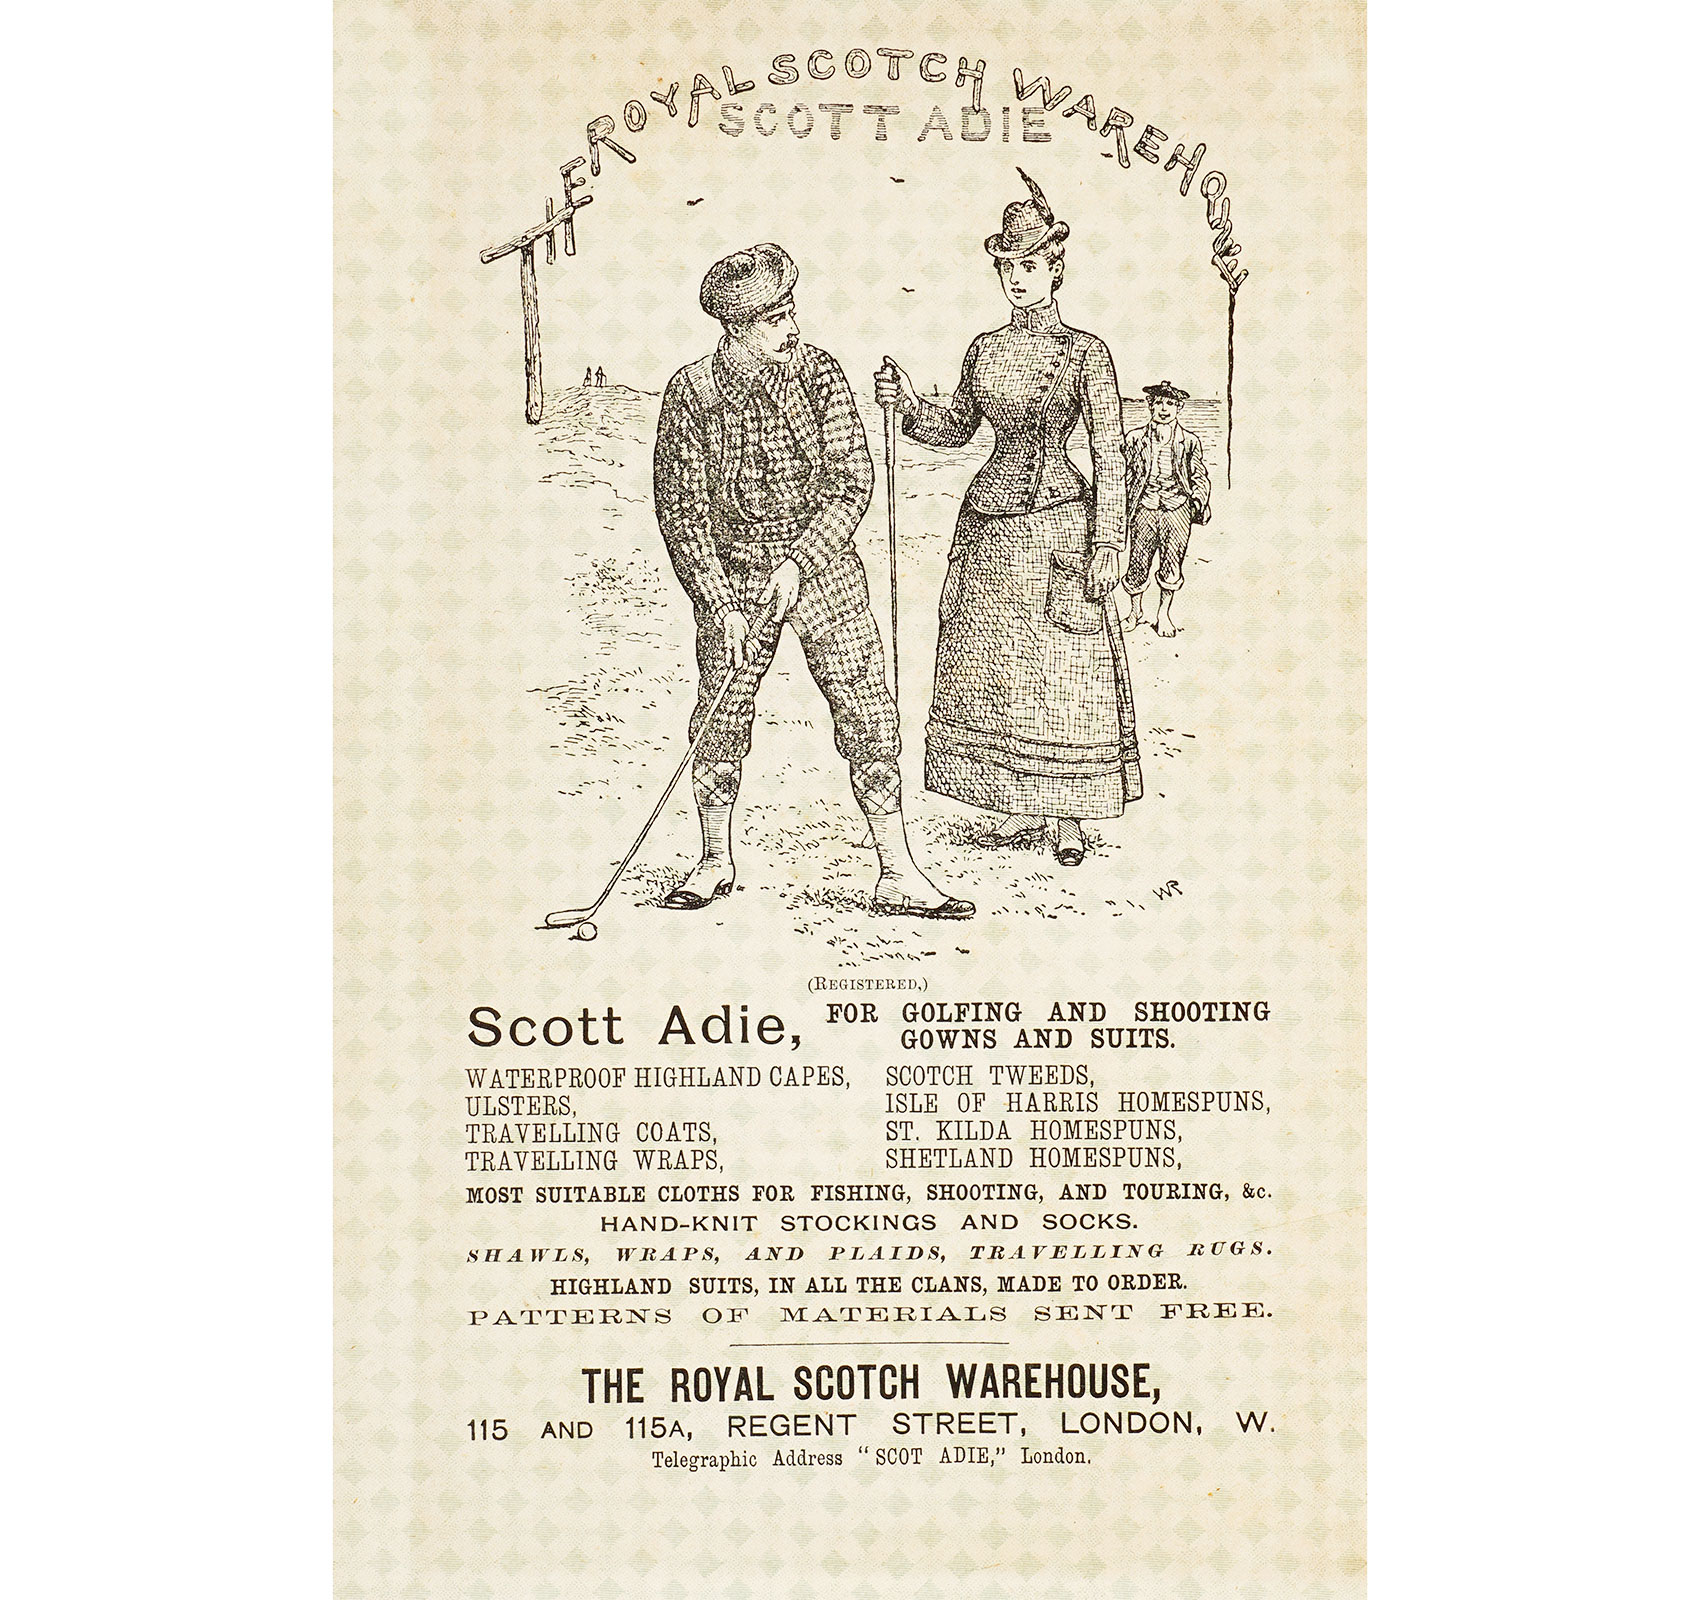 THE ROYAL SCOTCH WAREHOUSE
SCOTT ADIE
WR
(REGISTERED,)
Scott Adie, FOR GOLFING AND SHOOTING
GOWNS AND SUITS.
WATERPROOF HIGHLAND CAPES,
ULSTERS,
TRAVELLING COATS,
TRAVELLING WRAPS,
SCOTCH TWEEDS,
ISLE OF HARRIS HOMESPUNS,
ST. KILDA HOMESPUNS,
SHETLAND HOMESPUNS,
MOST SUITABLE CLOTHS FOR FISHING, SHOOTING, AND TOURING, &c.
HAND-KNIT STOCKINGS AND SOCKS.
SHAWLS, WRAPS, AND PLAIDS, TRAVELLING RUGS.
HIGHLAND SUITS, IN ALL THE CLANS, MADE TO ORDER.
PATTERNS OF MATERIALS SENT FREE.
THE ROYAL SCOTCH WAREHOUSE,
115 AND 115A, REGENT STREET, LONDON, W.
Telegraphic Address "SCOT ADIE," London.